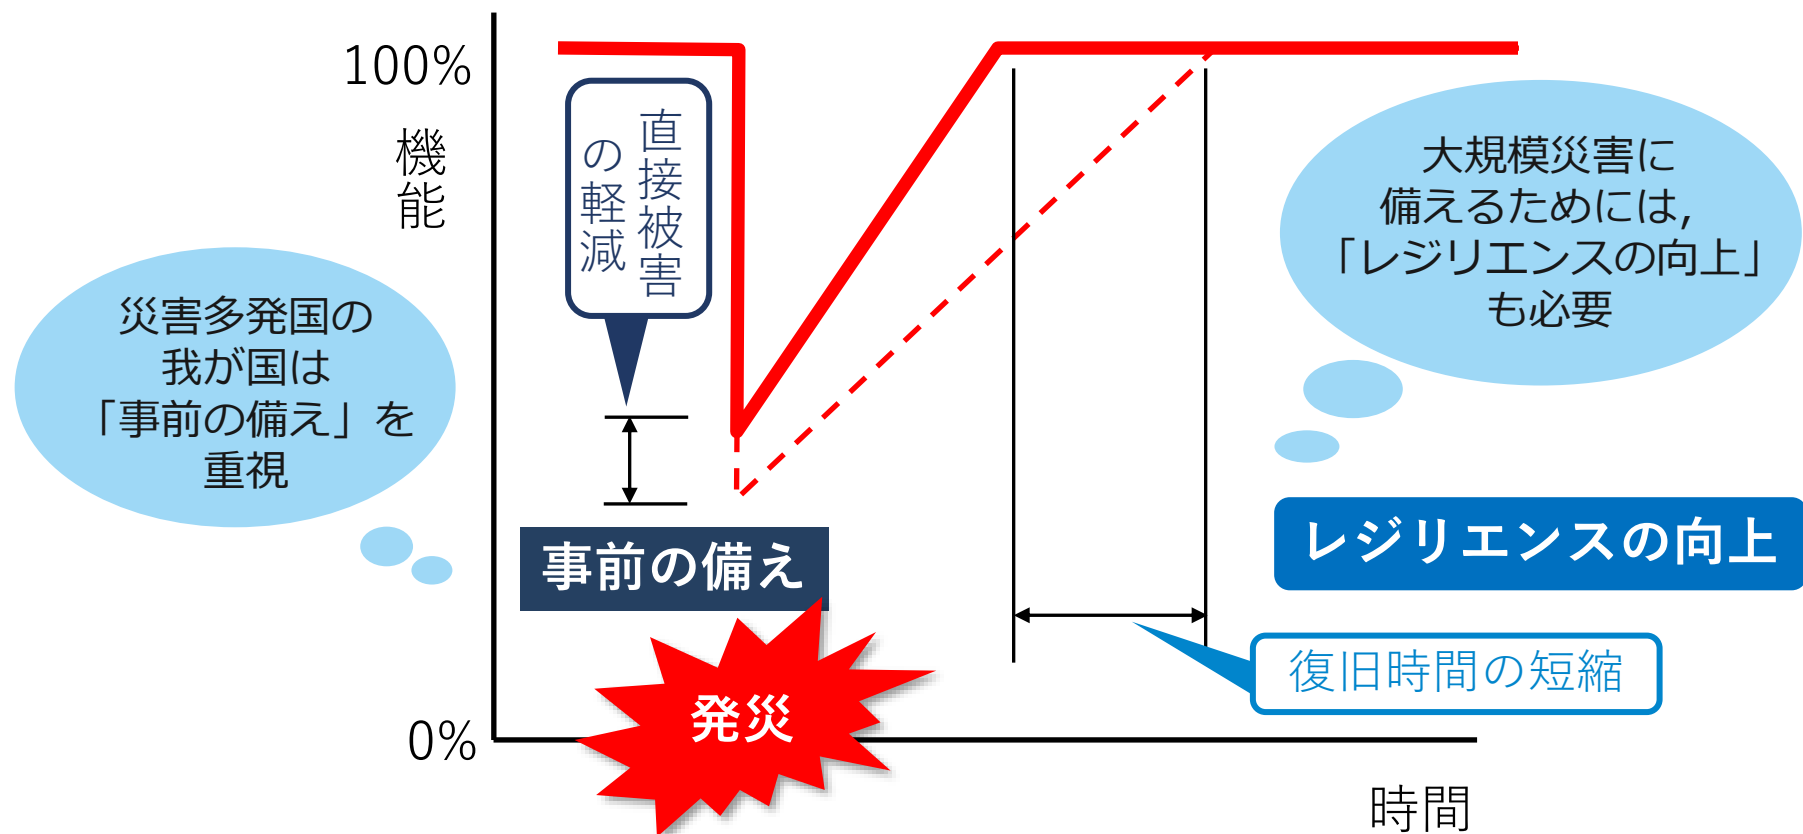 100%
機能
0%
時間
災害多発国の
我が国は
「事前の備え」を
重視
直接被害
の軽減
事前の備え
発災
大規模災害に
備えるためには,
「レジリエンスの向上」
も必要
レジリエンスの向上
復旧時間の短縮